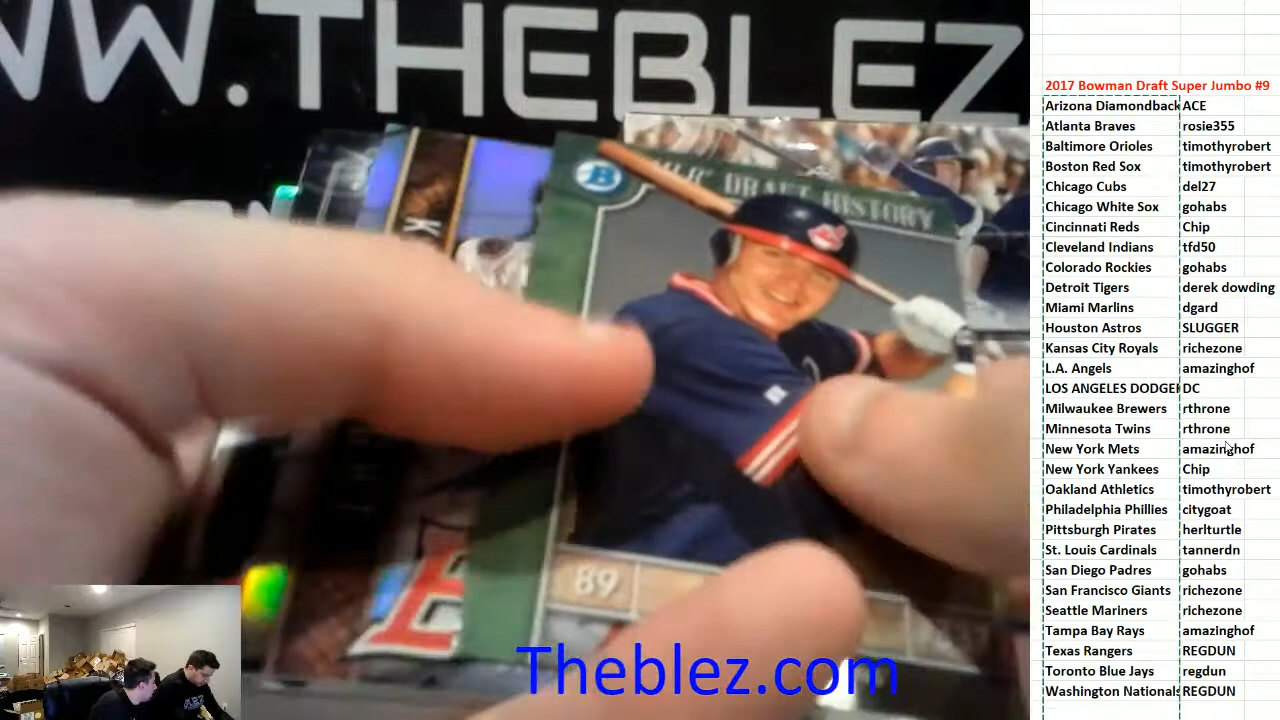 WWW.THEBLEZ
MLB DRAFT HISTORY
B
K
89
Theblez.com
2017 Bowman Draft Super Jumbo #9
Arizona Diamondback ACE
Atlanta Braves rosie355
Baltimore Orioles timothyrobert
Boston Red Sox timothyrobert
Chicago Cubs del27
Chicago White Sox gohabs
Cincinnati Reds Chip
Cleveland Indians tfd50
Colorado Rockies gohabs
Detroit Tigers derek dowding
Miami Marlins dgard
Houston Astros SLUGGER
Kansas City Royals richezone
L.A. Angels amazinghof
LOS ANGELES DODGE DC
Milwaukee Brewers rthrone
Minnesota Twins rthrone
New York Mets amazinghof
New York Yankees Chip
Oakland Athletics timothyrobert
Philadelphia Phillies citygoat
Pittsburgh Pirates herlturtle
St. Louis Cardinals tannerdn
San Diego Padres gohabs
San Francisco Giants richezone
Seattle Mariners richezone
Tampa Bay Rays amazinghof
Texas Rangers REGDUN
Toronto Blue Jays regdun
Washington Nationals REGDUN